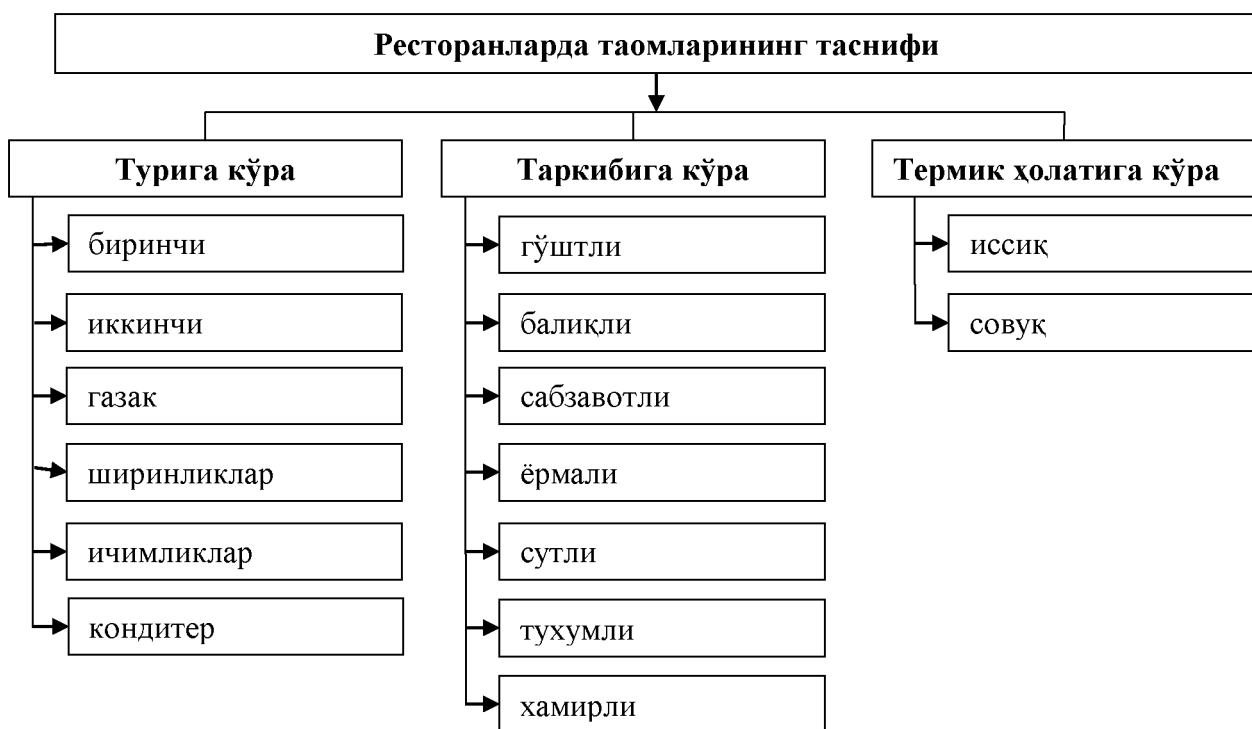 Ресторанларда таомларининг таснифи
Турига кўра
биринчи
иккинчи
газак
ширинликлар
ичимликлар
кондитер
Таркибига кўра
гўштли
балиқли
сабзавотли
ёрмали
сутли
тухумли
хамирли
Термик ҳолатига кўра
иссиқ
совуқ